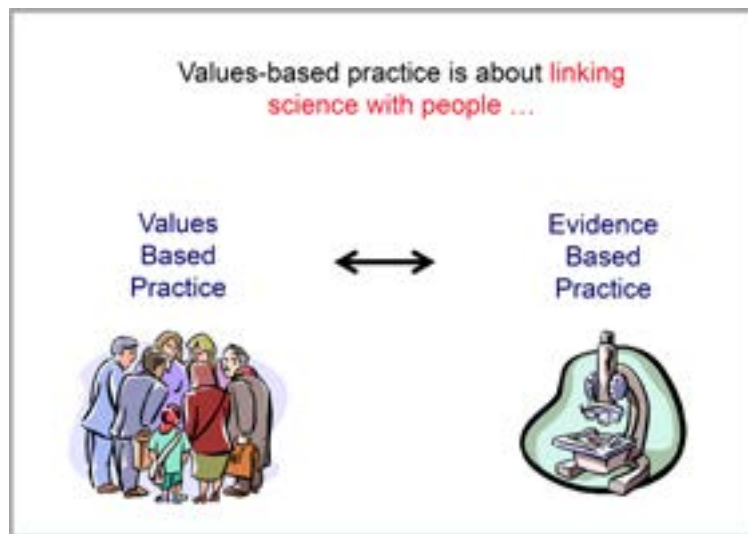 Values-based practice is about linking
science with people ...
Values
Based
Practice
Evidence
Based
Practice